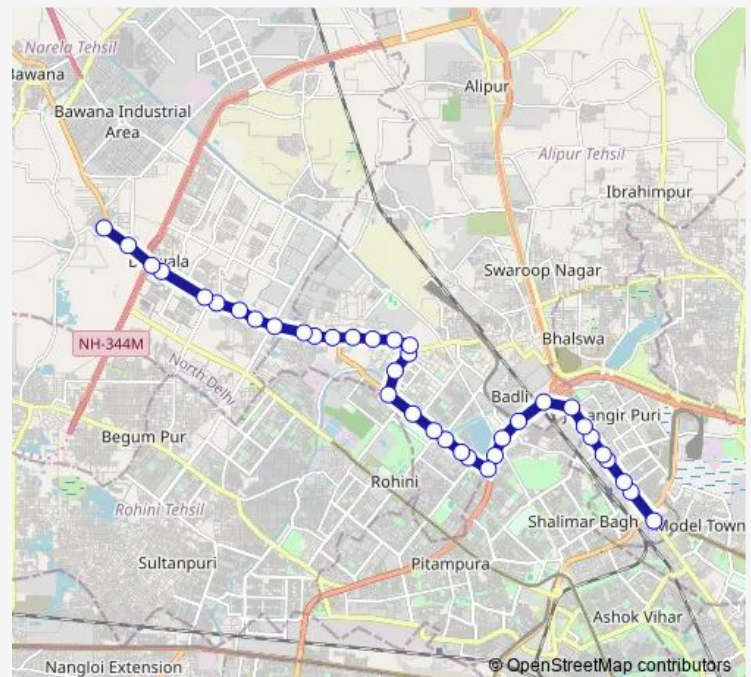 Narela Tehsil
Bawana
Bawana Industrial
Area
Alipur
Alipur Tehsil
Ibrahimpur
Swaroop Nagar
NH-344M
North Delhi
Bhalswa
Badli
Begum Pur
Rohini
Rohini Tehsil
Shalimar Bagh
Model Town
Sultanpuri
Pitampura
Ashok Vihar
Nangloi Extension
© OpenStreetMap contributors